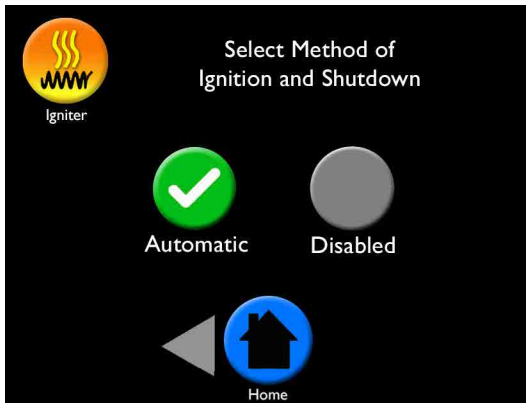 Select Method of
Ignition and Shutdown
Igniter
Automatic
Disabled
Home